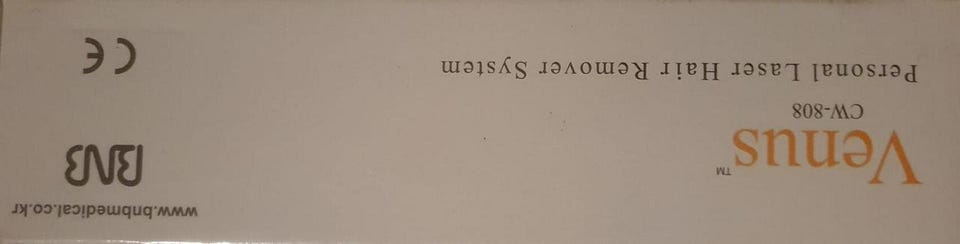 Venus™
CW-808
Personal Laser Hair Remover System
www.bnbmedical.co.kr
BNB
CE